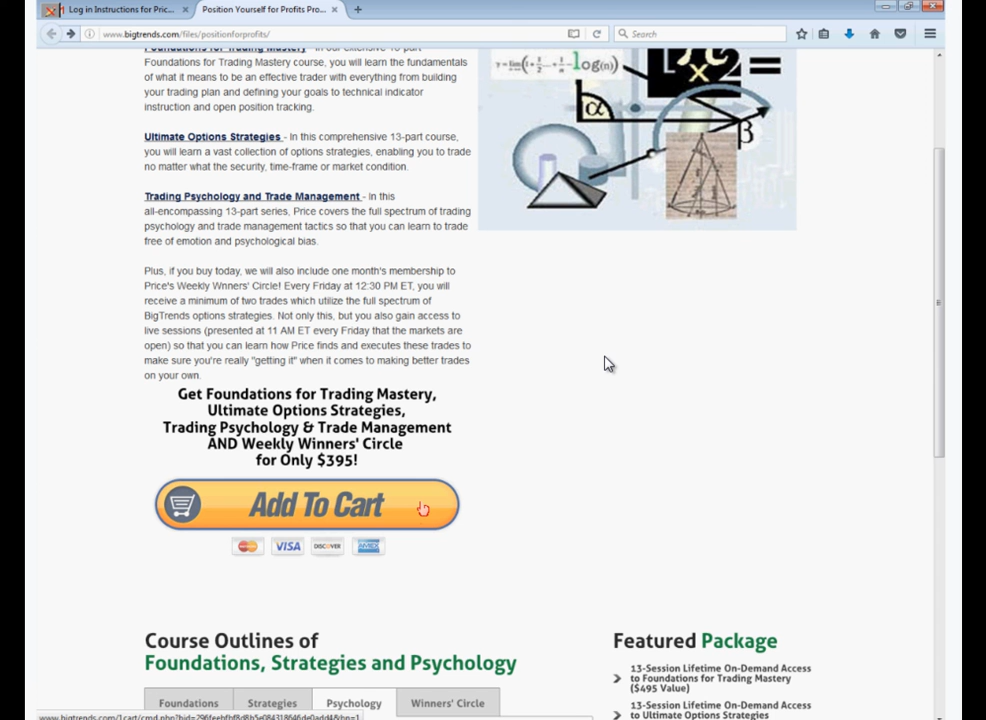 Log in Instructions for Pric...
Position Yourself for Profits Pro...
www.bigtrends.com/files/positionforprofits/
Search
Foundations for Trading Mastery - In our extensive 10-part
Foundations for Trading Mastery course, you will learn the fundamentals
of what it means to be an effective trader with everything from building
your trading plan and defining your goals to technical indicator
instruction and open position tracking.
Ultimate Options Strategies - In this comprehensive 13-part course,
you will learn a vast collection of options strategies, enabling you to trade
no matter what the security, time-frame or market condition.
Trading Psychology and Trade Management - In this
all-encompassing 13-part series, Price covers the full spectrum of trading
psychology and trade management tactics so that you can learn to trade
free of emotion and psychological bias.
Plus, if you buy today, we will also include one month's membership to
Price's Weekly Winners' Circle! Every Friday at 12:30 PM ET, you will
receive a minimum of two trades which utilize the full spectrum of
BigTrends options strategies. Not only this, but you also gain access to
live sessions (presented at 11 AM ET every Friday that the markets are
open) so that you can learn how Price finds and executes these trades to
make sure you're really "getting it" when it comes to making better trades
on your own.
log(n)
α
β
x
=
Get Foundations for Trading Mastery,
Ultimate Options Strategies,
Trading Psychology & Trade Management
AND Weekly Winners' Circle
for Only $395!
Add To Cart
VISA
DISCOVER
AMEX
Course Outlines of
Foundations, Strategies and Psychology
Foundations
Strategies
Psychology
Winners' Circle
Featured Package
13-Session Lifetime On-Demand Access
to Foundations for Trading Mastery
($495 Value)
13-Session Lifetime On-Demand Access
to Ultimate Options Strategies